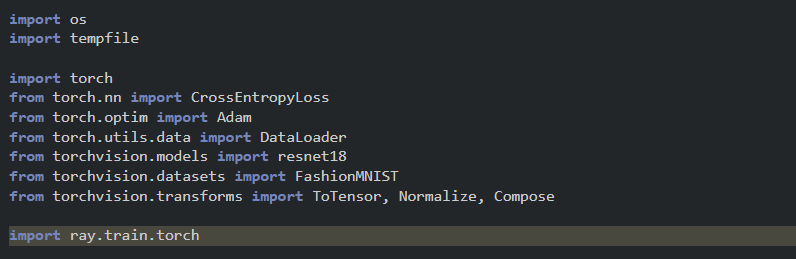 import os
import tempfile
import torch
from torch.nn import CrossEntropyLoss
from torch.optim import Adam
from torch.utils.data import DataLoader
from torchvision.models import resnet18
from torchvision.datasets import FashionMNIST
from torchvision.transforms import ToTensor, Normalize, Compose
import ray.train.torch